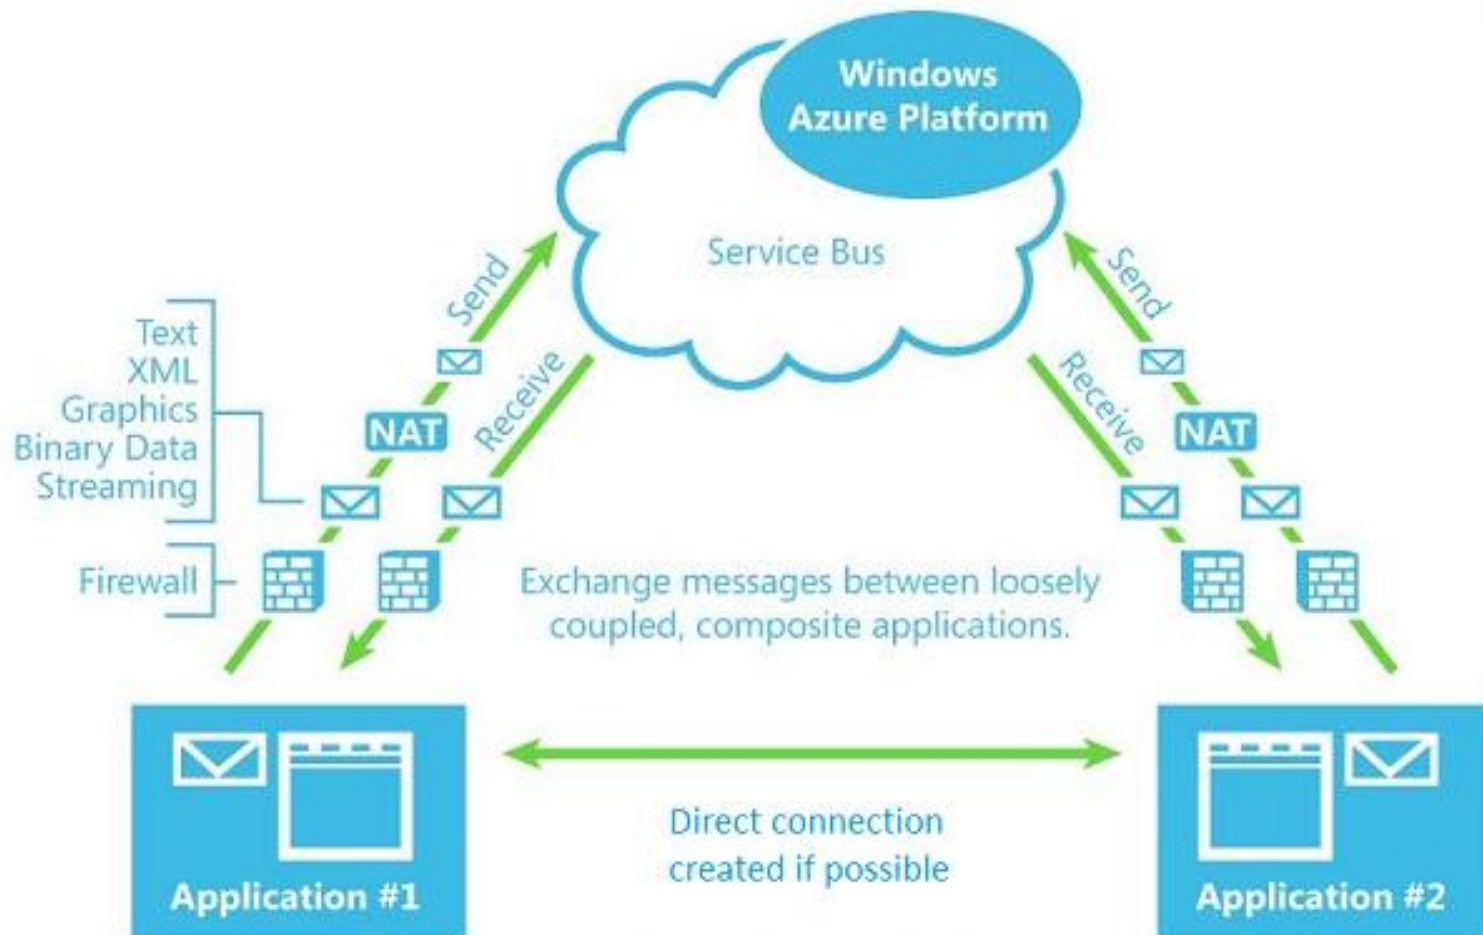 Windows
Azure Platform
Service Bus
Send
Send
Text
XML
Graphics
Binary Data
Streaming
Receive
Receive
NAT
NAT
Firewall
Exchange messages between loosely
coupled, composite applications.
Direct connection
created if possible
Application #1
Application #2